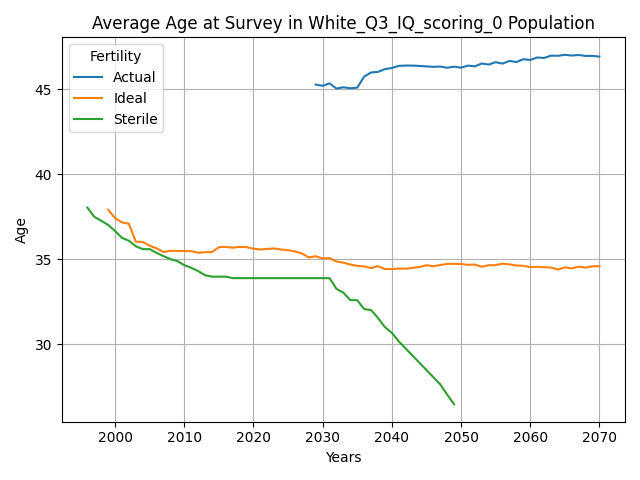 Average Age at Survey in White_Q3_IQ_scoring_0 Population
Fertility
Actual
Ideal
Sterile
Age
45
40
35
30
2000
2010
2020
2030
2040
2050
2060
2070
Years